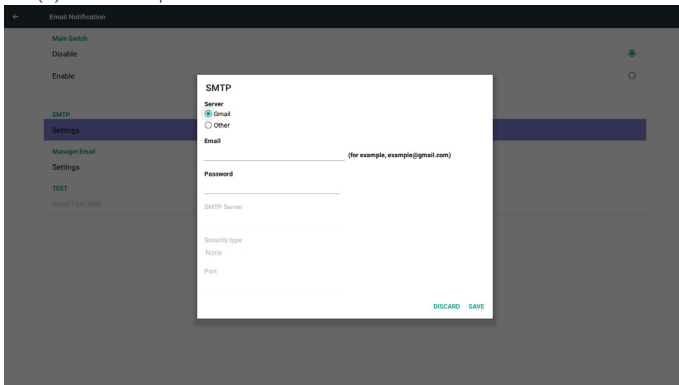 Email Notification
Main Switch
Disable
Enable
SMTP
Settings
Manager Email
Settings
TEST
Send Test Mail
SMTP
Server
Gmail
Other
Email
(for example, example@gmail.com)
Password
SMTP Server
Security type
None
Port
DISCARD SAVE